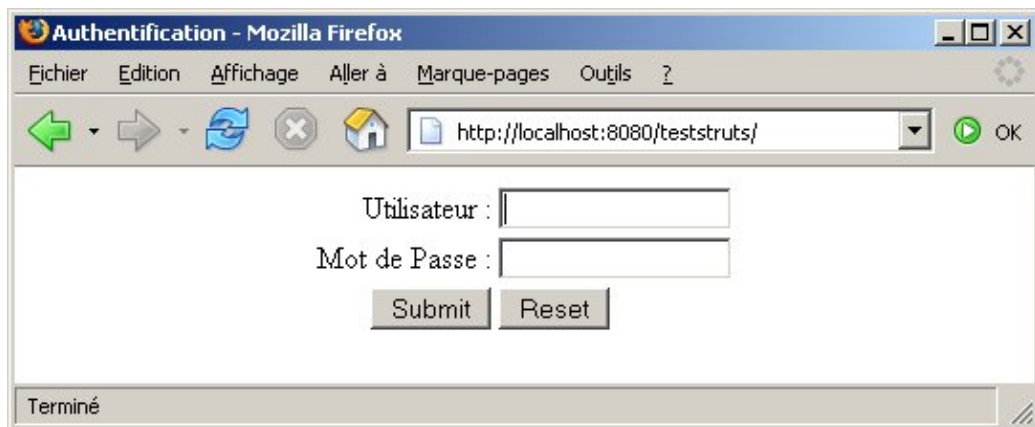 Authentification - Mozilla Firefox
Fichier Edition Affichage Aller à Marque-pages Outils ?
http://localhost:8080/teststruts/ OK
Utilisateur :
Mot de Passe :
Submit Reset
Terminé